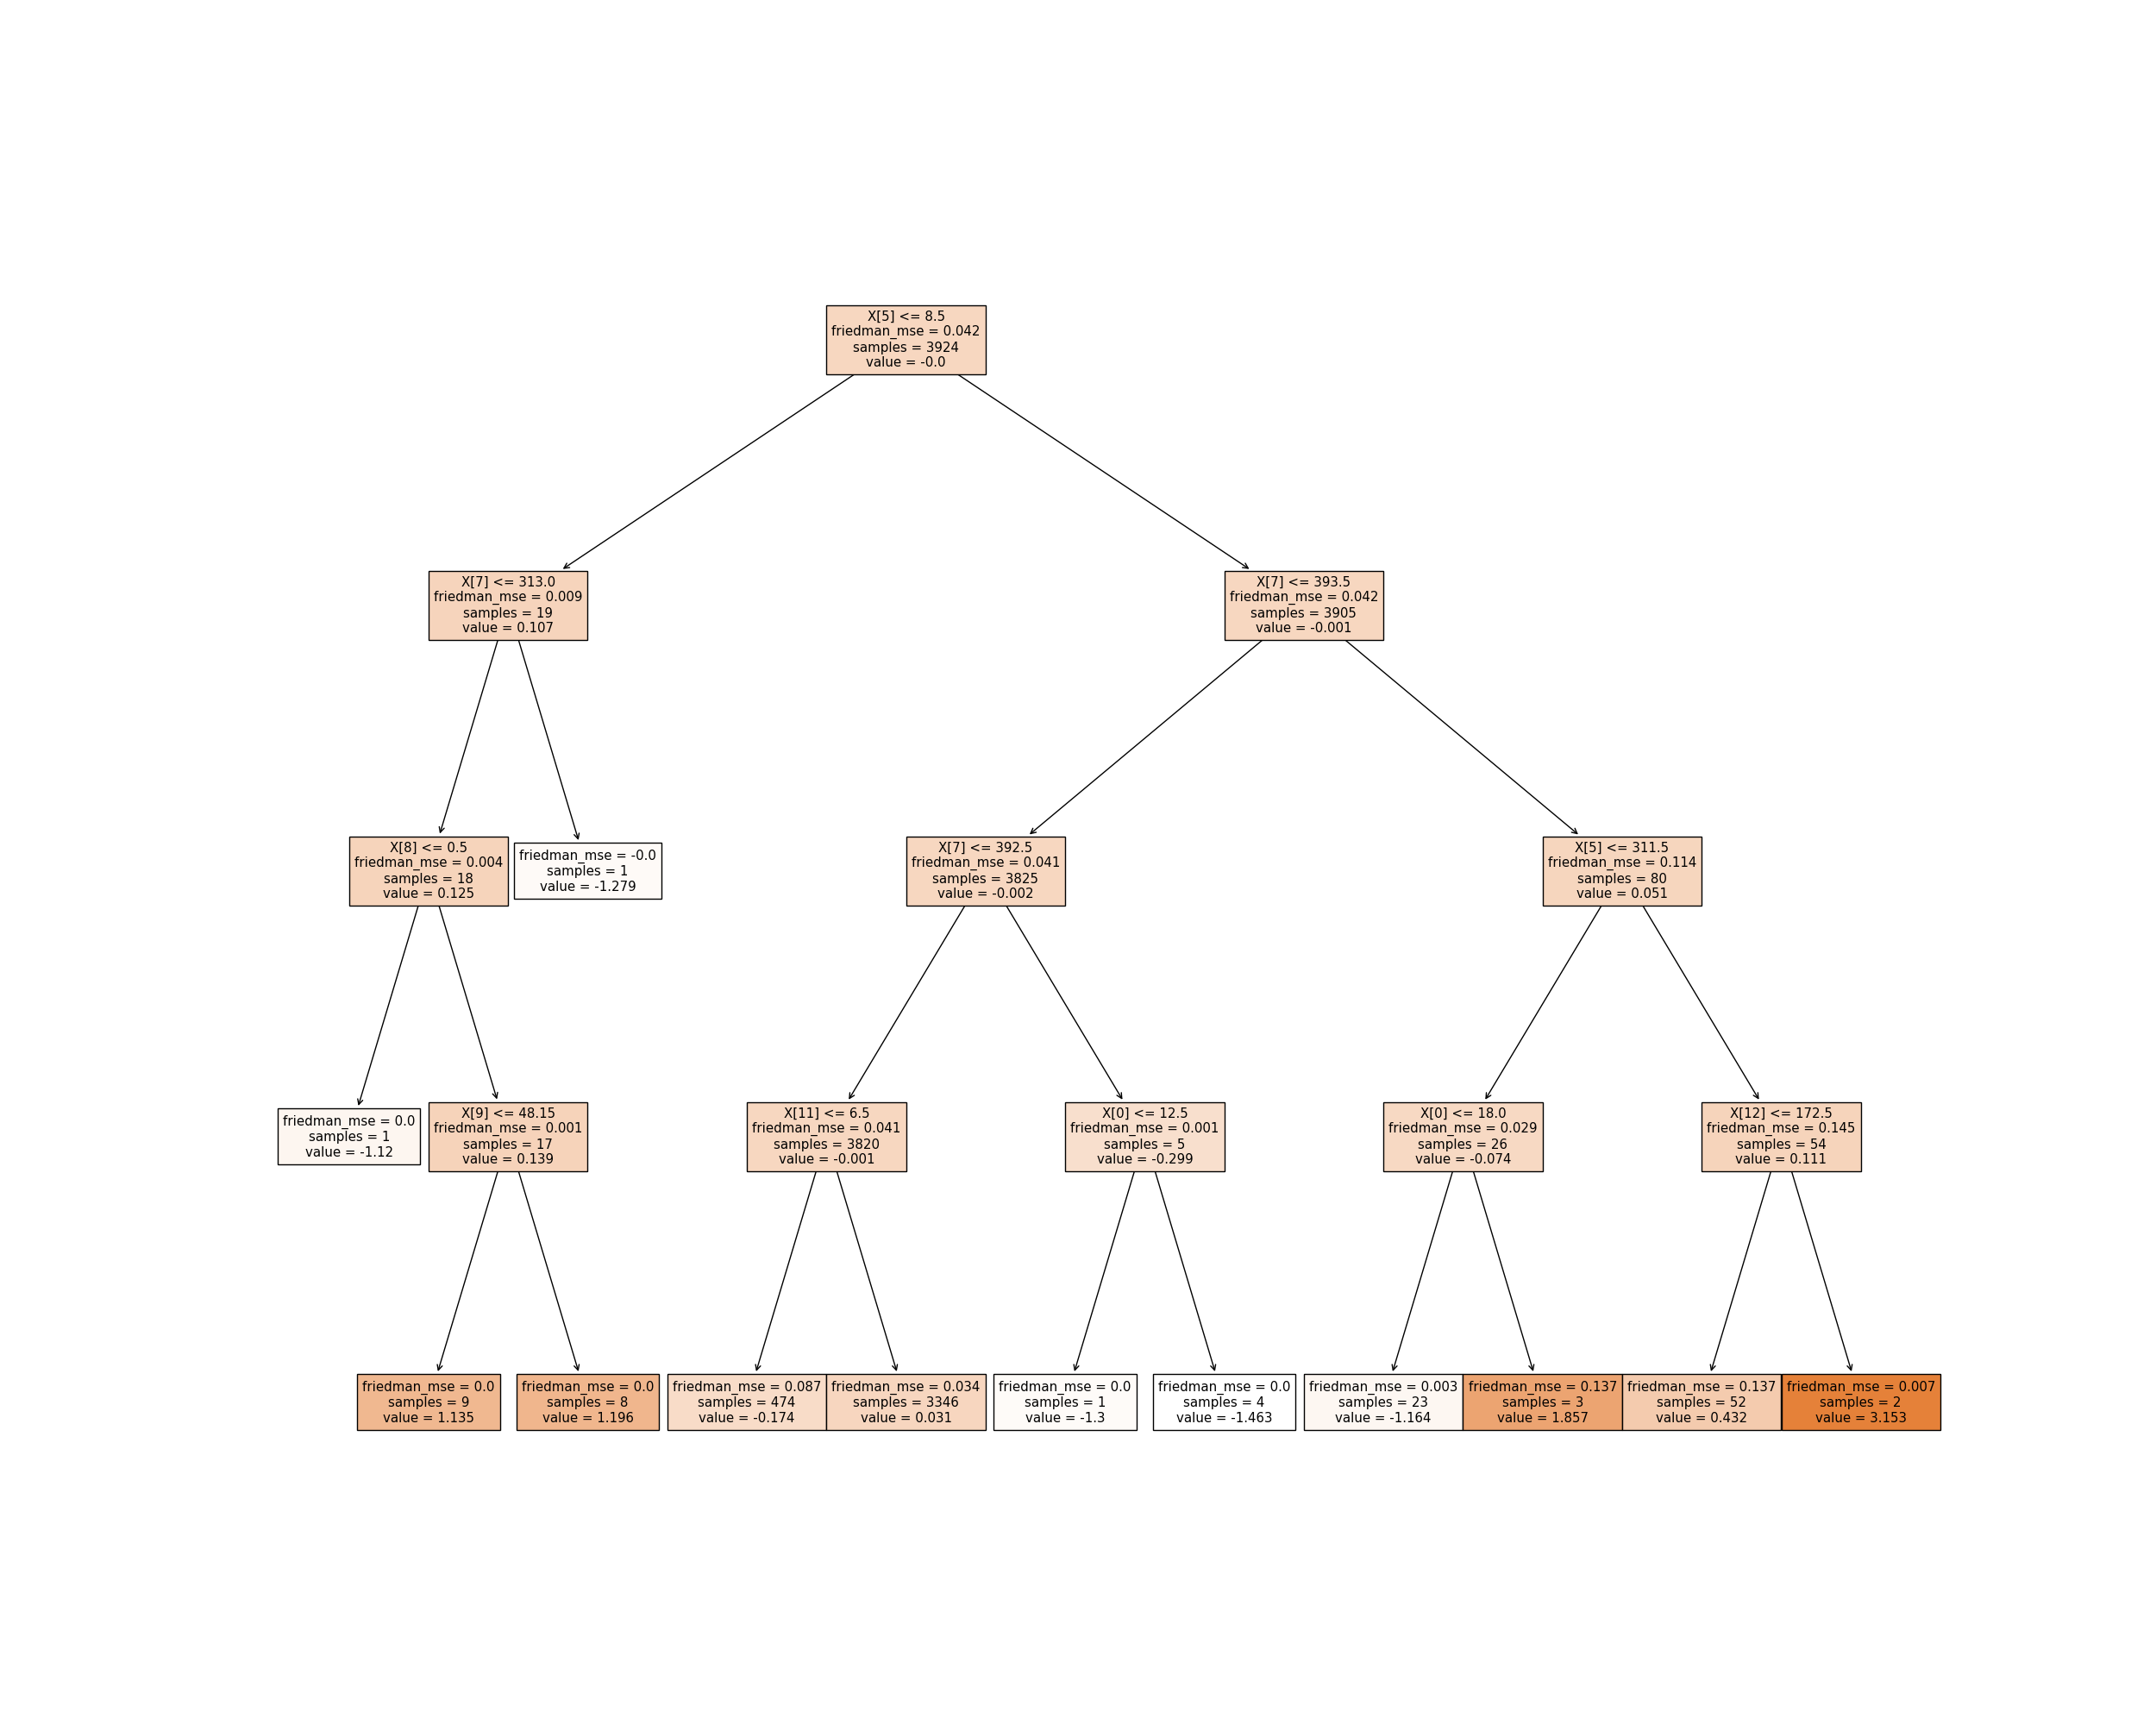 X[5] <= 8.5
friedman_mse = 0.042
samples = 3924
value = -0.0
X[7] <= 313.0
friedman_mse = 0.009
samples = 19
value = 0.107
X[7] <= 393.5
friedman_mse = 0.042
samples = 3905
value = -0.001
X[8] <= 0.5
friedman_mse = 0.004
samples = 18
value = 0.125
friedman_mse = -0.0
samples = 1
value = -1.279
X[7] <= 392.5
friedman_mse = 0.041
samples = 3825
value = -0.002
X[5] <= 311.5
friedman_mse = 0.114
samples = 80
value = 0.051
friedman_mse = 0.0
samples = 1
value = -1.12
X[9] <= 48.15
friedman_mse = 0.001
samples = 17
value = 0.139
X[11] <= 6.5
friedman_mse = 0.041
samples = 3820
value = -0.001
X[0] <= 12.5
friedman_mse = 0.001
samples = 5
value = -0.299
X[0] <= 18.0
friedman_mse = 0.029
samples = 26
value = -0.074
X[12] <= 172.5
friedman_mse = 0.145
samples = 54
value = 0.111
friedman_mse = 0.0
samples = 9
value = 1.135
friedman_mse = 0.0
samples = 8
value = 1.196
friedman_mse = 0.087
samples = 474
value = -0.174
friedman_mse = 0.034
samples = 3346
value = 0.031
friedman_mse = 0.0
samples = 1
value = -1.3
friedman_mse = 0.0
samples = 4
value = -1.463
friedman_mse = 0.003
samples = 23
value = -1.164
friedman_mse = 0.137
samples = 3
value = 1.857
friedman_mse = 0.137
samples = 52
value = 0.432
friedman_mse = 0.007
samples = 2
value = 3.153